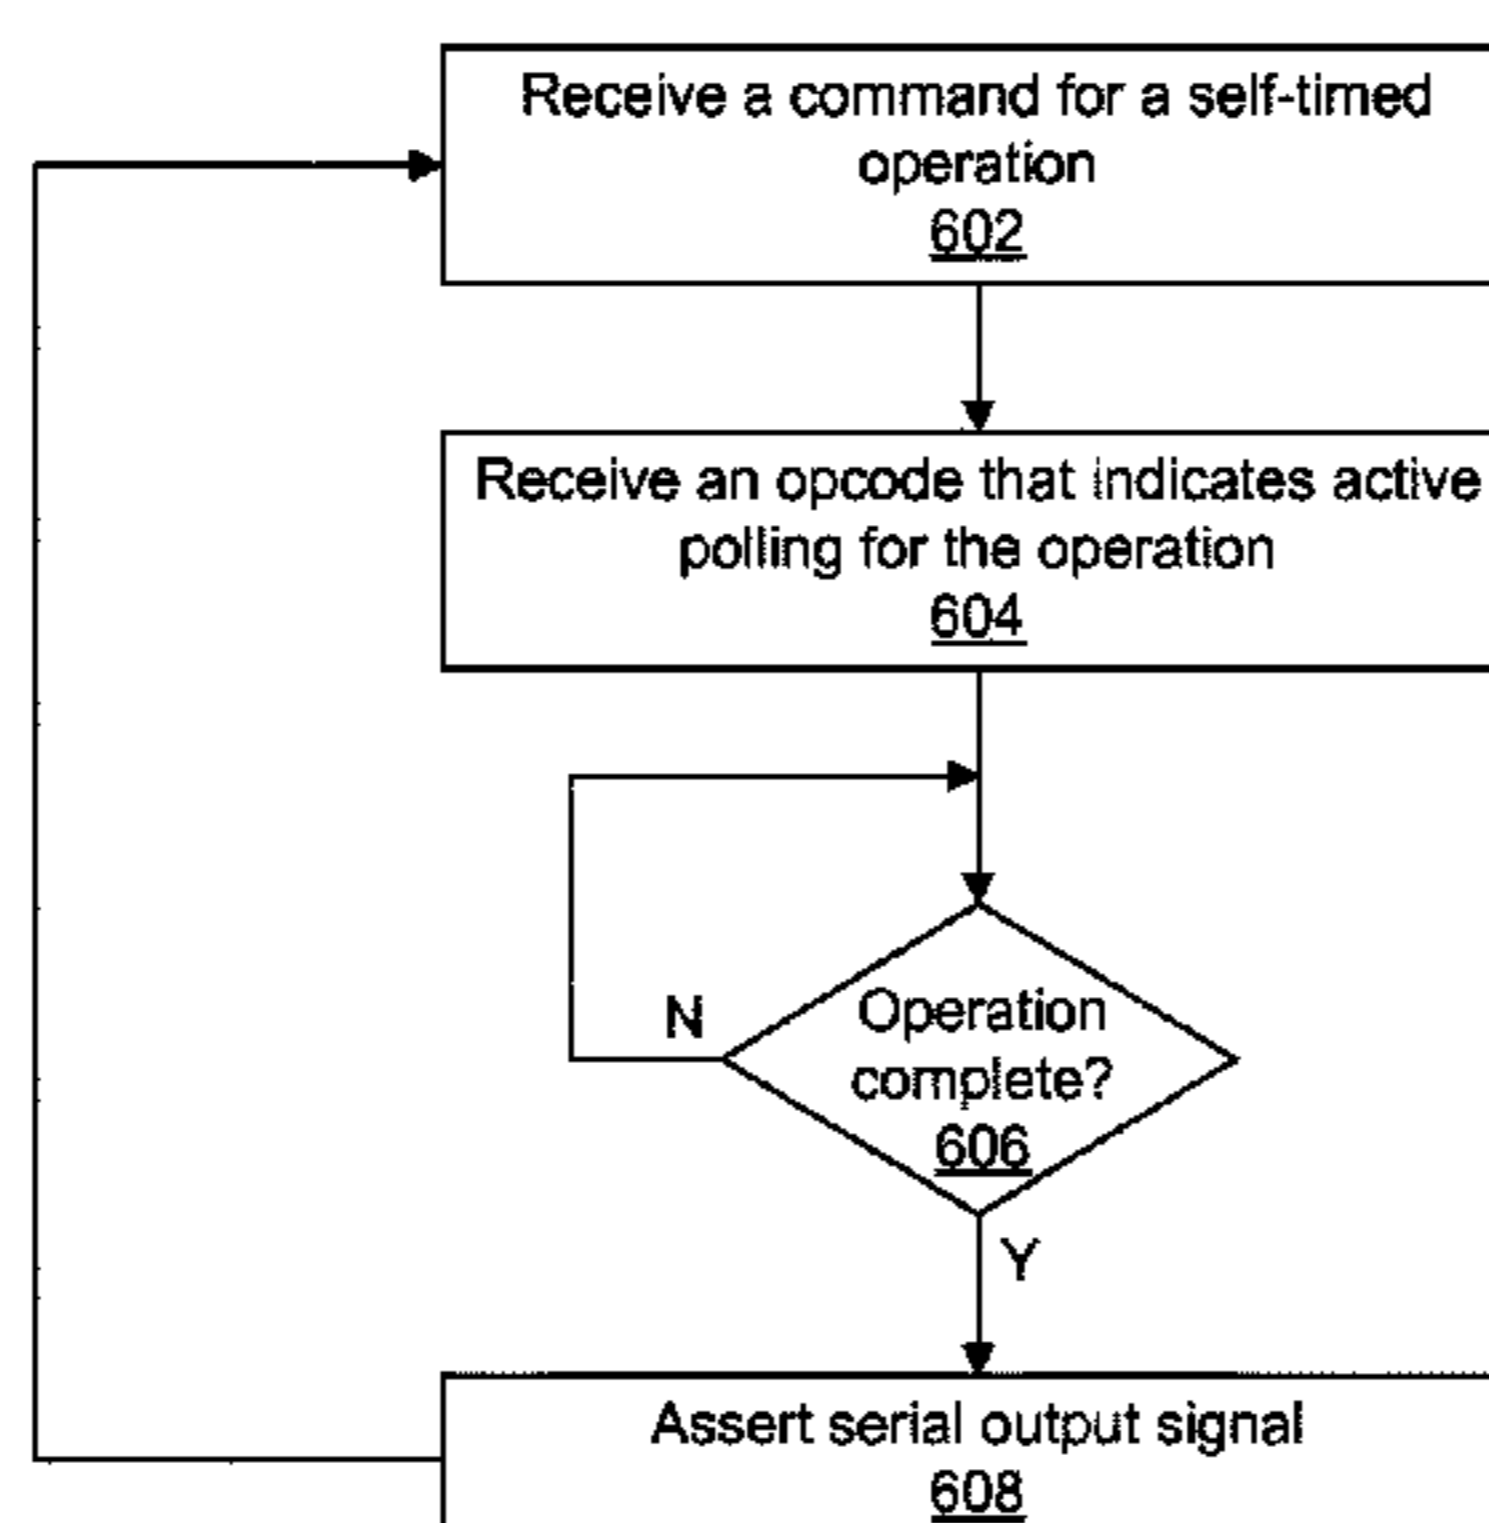 Receive a command for a self-timed
operation
602
Receive an opcode that indicates active
polling for the operation
604
N
Operation
complete?
606
Y
Assert serial output signal
608